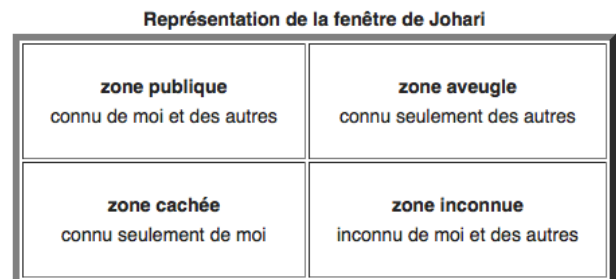 Représentation de la fenêtre de Johari
zone publique
connu de moi et des autres
zone aveugle
connu seulement des autres
zone cachée
connu seulement de moi
zone inconnue
inconnu de moi et des autres